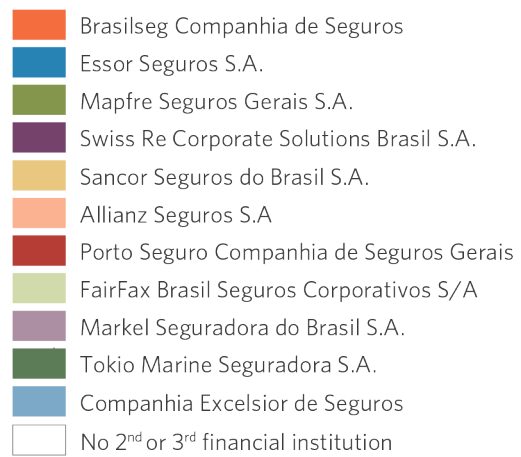 Brasilseg Companhia de Seguros
Essor Seguros S.A.
Mapfre Seguros Gerais S.A.
Swiss Re Corporate Solutions Brasil S.A.
Sancor Seguros do Brasil S.A.
Allianz Seguros S.A
Porto Seguro Companhia de Seguros Gerais
FairFax Brasil Seguros Corporativos S/A
Markel Seguradora do Brasil S.A.
Tokio Marine Seguradora S.A.
Companhia Excelsior de Seguros
No 2nd or 3rd financial institution